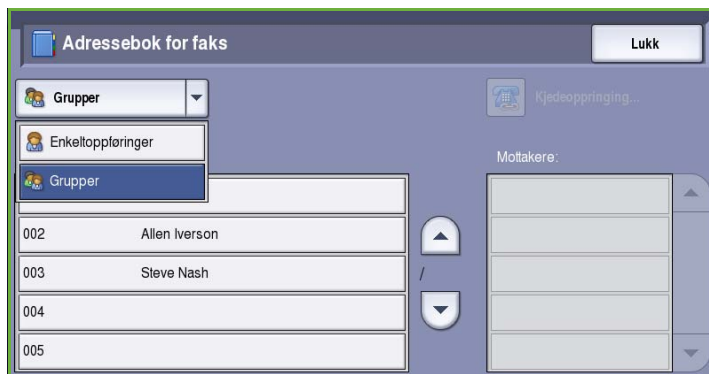 Adressebok for faks
Lukk
Grupper
Kjedeoppringing...
Enkeltoppføringer
Grupper
Mottakere:
002 Allen Iverson
003 Steve Nash
/
004
005